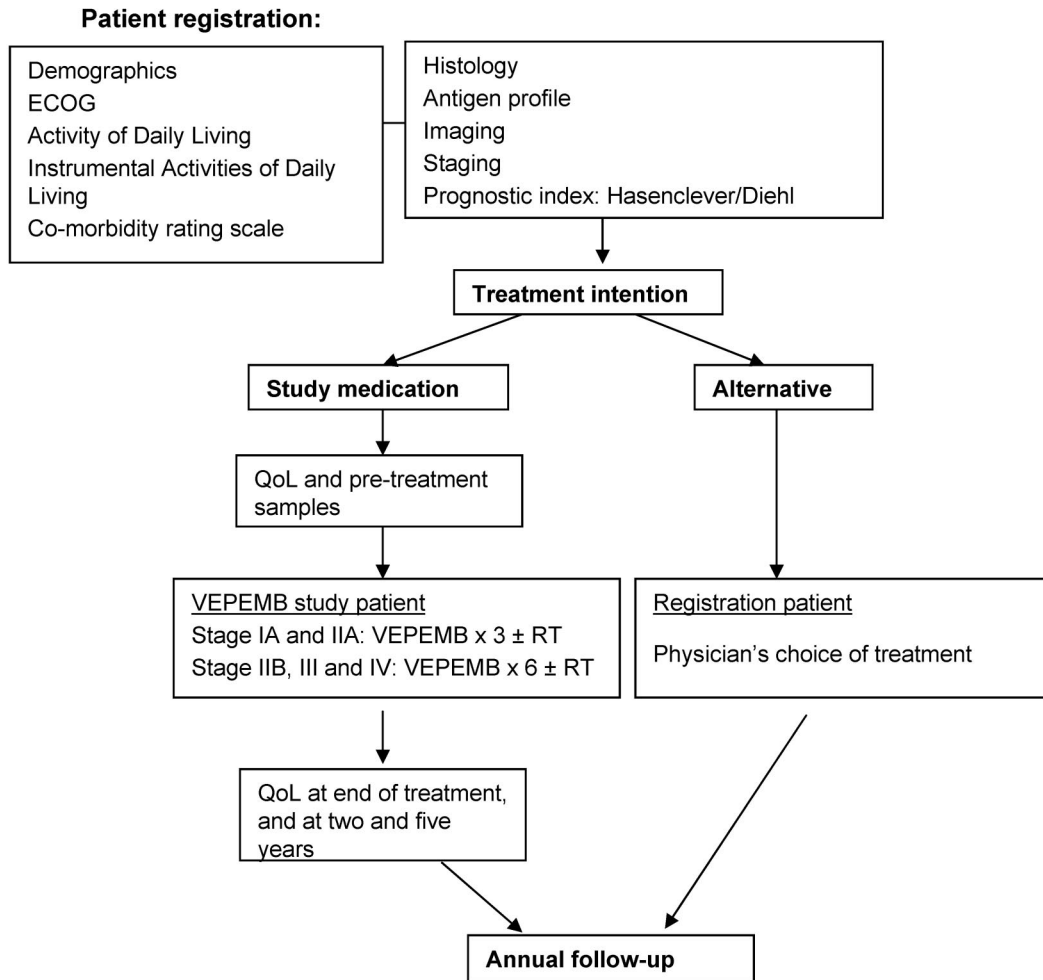 Patient registration:
Demographics
ECOG
Activity of Daily Living
Instrumental Activities of Daily
Living
Co-morbidity rating scale
Histology
Antigen profile
Imaging
Staging
Prognostic index: Hasenclever/Diehl
Treatment intention
Study medication
Alternative
QoL and pre-treatment
samples
VEPEMB study patient
Stage IA and IIA: VEPEMB x 3 ± RT
Stage IIB, III and IV: VEPEMB x 6 ± RT
Registration patient
Physician’s choice of treatment
QoL at end of treatment,
and at two and five
years
Annual follow-up